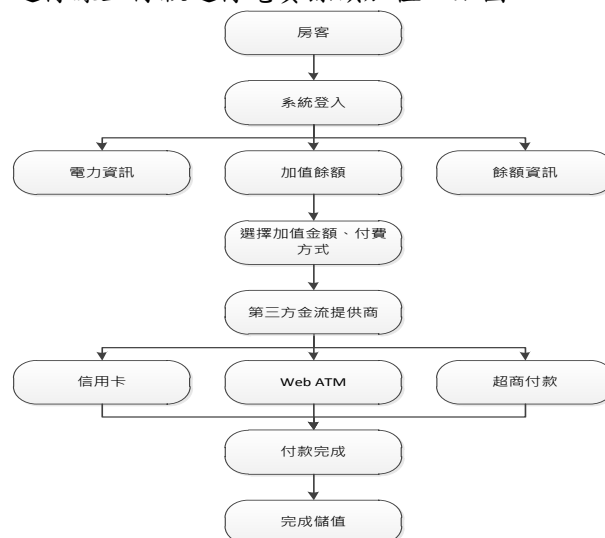 房客
系統登入
電力資訊
加值餘額
餘額資訊
選擇加值金額、付費
方式
第三方金流提供商
信用卡
Web ATM
超商付款
付款完成
完成儲值